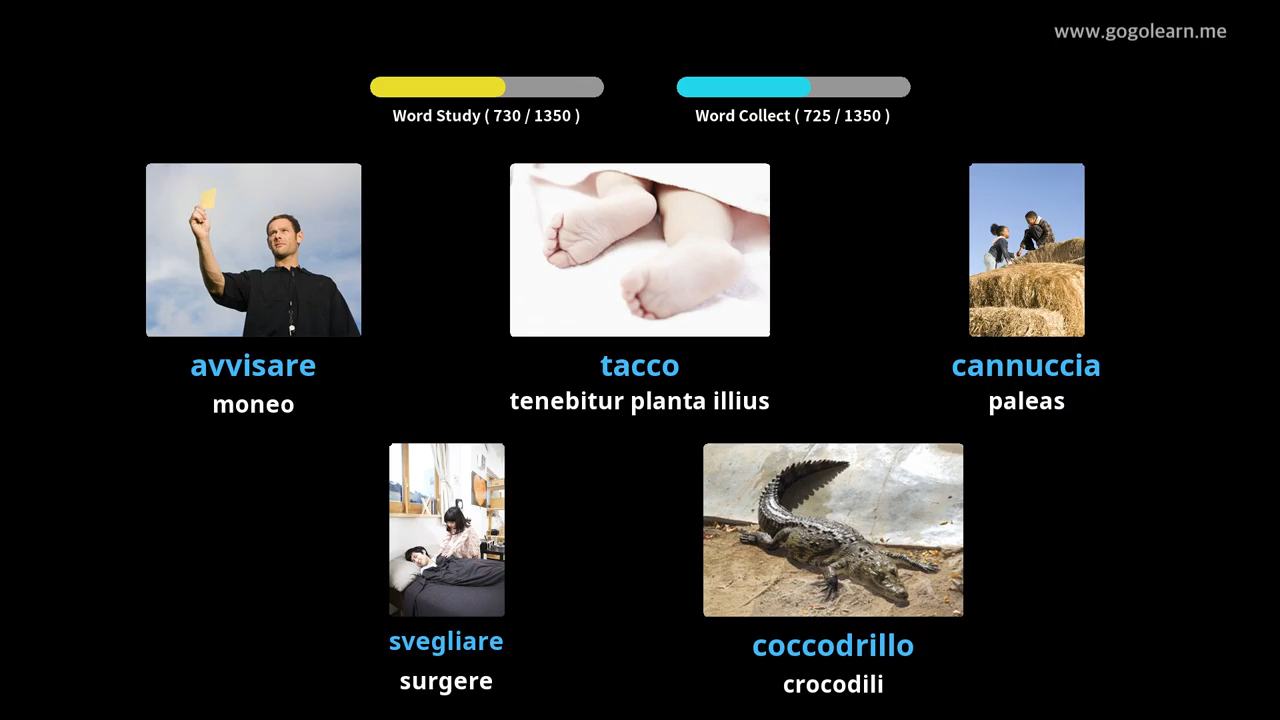 www.gogolearn.me
Word Study ( 730 / 1350 )
Word Collect ( 725 / 1350 )
avvisare
moneo
tacco
tenebitur planta illius
cannuccia
paleas
svegliare
surgere
coccodrillo
crocodili